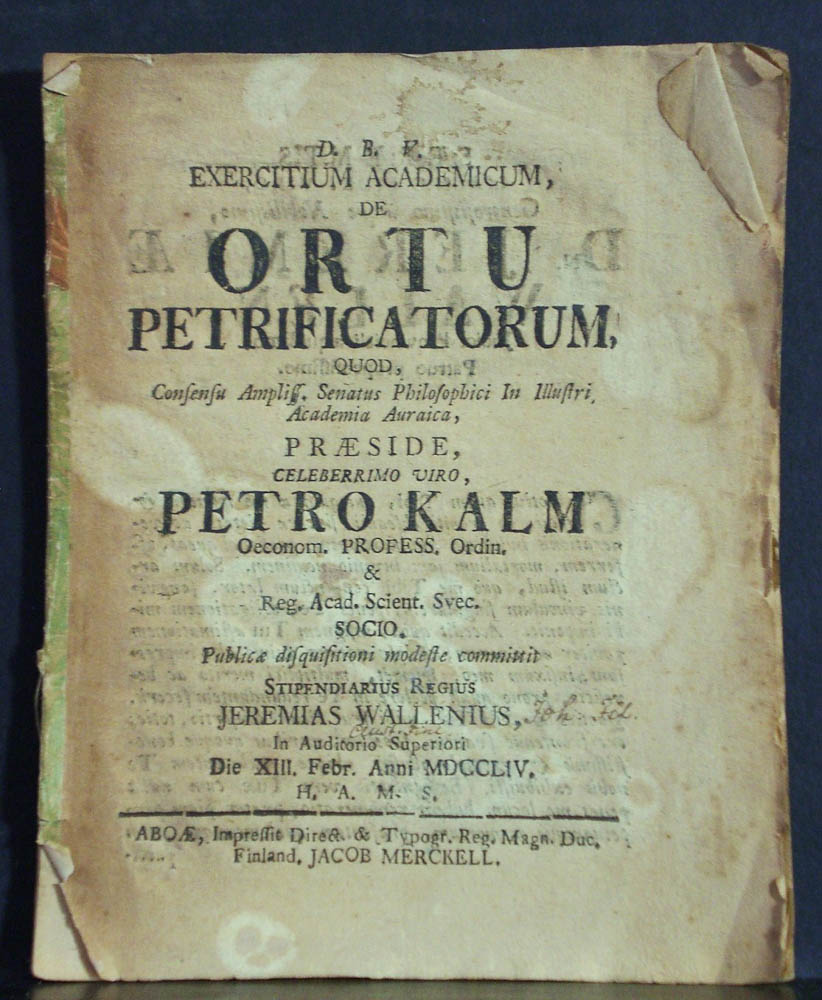 D. B. V.
EXERCITIUM ACADEMICUM,
DE
ORTU
PETRIFICATORUM,
QUOD,
Conſenſu Ampliſſ. Senatus Philoſophici In Illuſtri
Academia Auraica,
PRÆSIDE,
CELEBERRIMO VIRO,
PETRO KALM
Oeconom. PROFESS. Ordin.
&
Reg. Acad. Scient. Svec.
SOCIO.
Publicæ diſquiſitioni modeſte committit
STIPENDIARIUS REGIUS
JEREMIAS WALLENIUS, Joh. Fil.
In Auditorio Superiori
Die XIII. Febr. Anni MDCCLIV.
H. A. M. S.
ABOÆ, Impreſſit Direct. & Typogr. Reg. Magn. Duc.
Finland, JACOB MERCKELL.